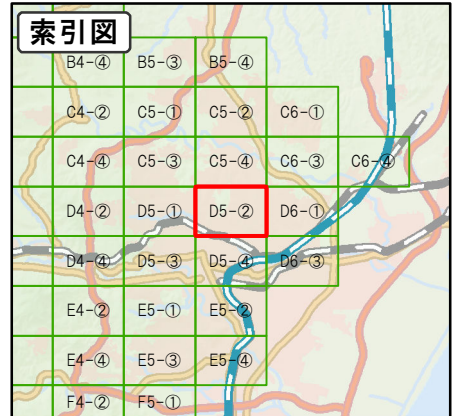 索引図
B4-④ B5-③ B5-④
C4-② C5-① C5-② C6-①
C4-④ C5-③ C5-④ C6-③ C6-④
D4-② D5-① D5-② D6-①
D4-④ D5-③ D5-④ D6-③
E4-② E5-① E5-②
E4-④ E5-③ E5-④
F4-② F5-①